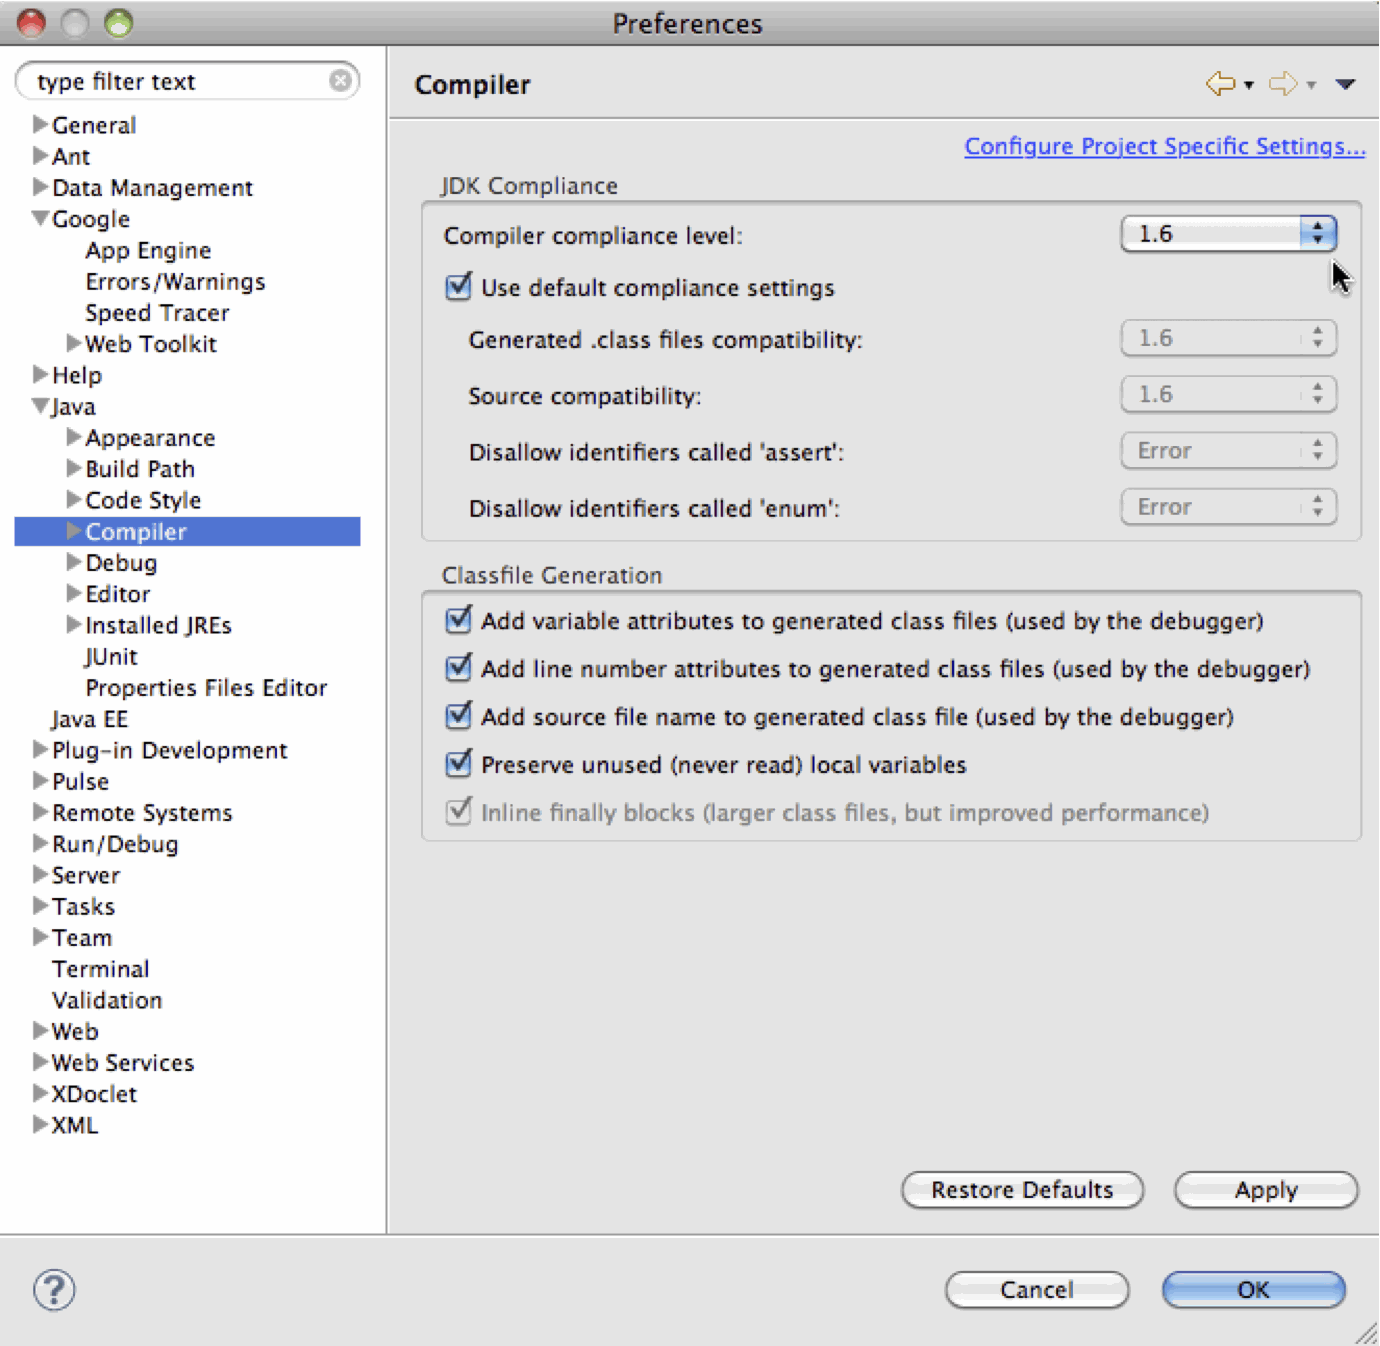 Preferences
type filter text
General
Ant
Data Management
Google
App Engine
Errors/Warnings
Speed Tracer
Web Toolkit
Help
Java
Appearance
Build Path
Code Style
Compiler
Debug
Editor
Installed JREs
JUnit
Properties Files Editor
Java EE
Plug-in Development
Pulse
Remote Systems
Run/Debug
Server
Tasks
Team
Terminal
Validation
Web
Web Services
XDoclet
XML
Compiler
Configure Project Specific Settings...
JDK Compliance
Compiler compliance level: 1.6
Use default compliance settings
Generated .class files compatibility: 1.6
Source compatibility: 1.6
Disallow identifiers called 'assert': Error
Disallow identifiers called 'enum': Error
Classfile Generation
Add variable attributes to generated class files (used by the debugger)
Add line number attributes to generated class files (used by the debugger)
Add source file name to generated class file (used by the debugger)
Preserve unused (never read) local variables
Inline finally blocks (larger class files, but improved performance)
Restore Defaults Apply
? Cancel OK